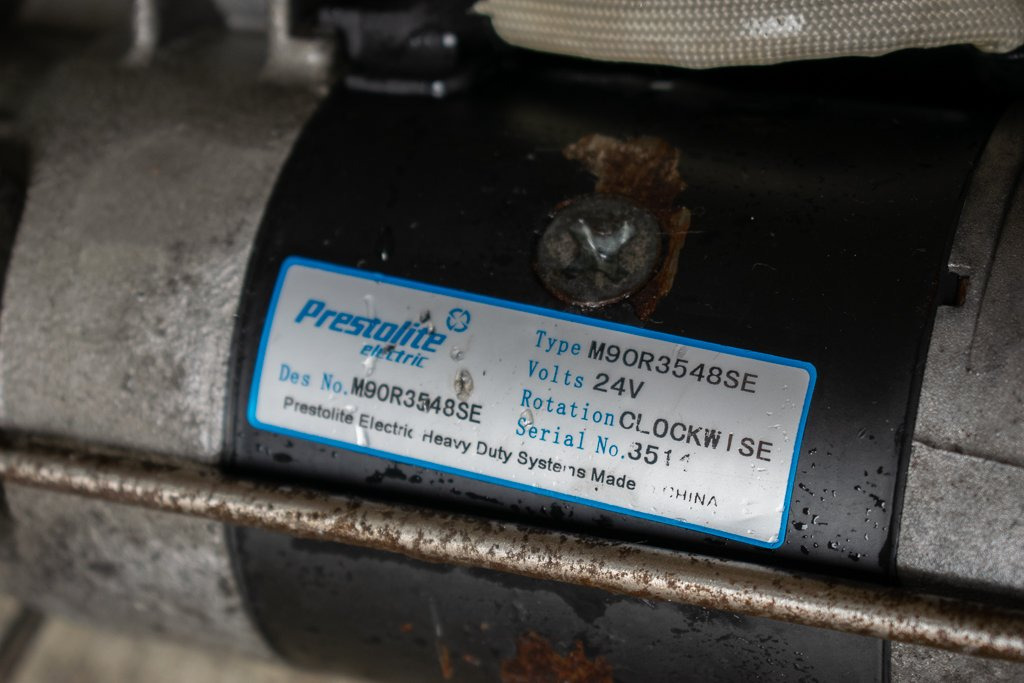 Prestolite
electric
Des No. M90R3548SE
Type M90R3548SE
Volts 24V
Rotation CLOCKWISE
Serial No. 3514
Prestolite Electric Heavy Duty Systems Made CHINA